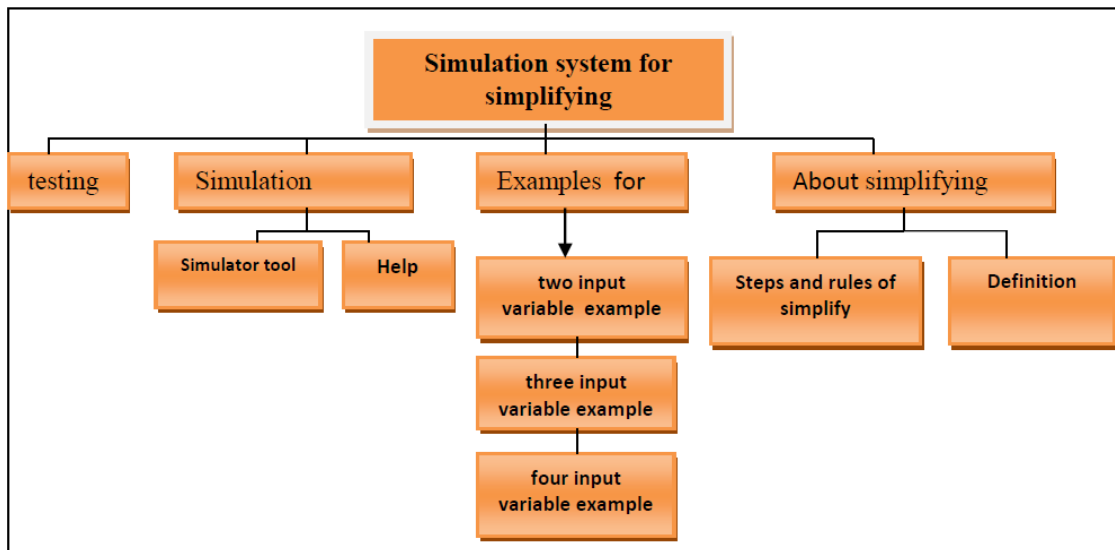 Simulation system for
simplifying
testing
Simulation
Examples for
About simplifying
Simulator tool
Help
two input
variable example
Steps and rules of
simplify
Definition
three input
variable example
four input
variable example